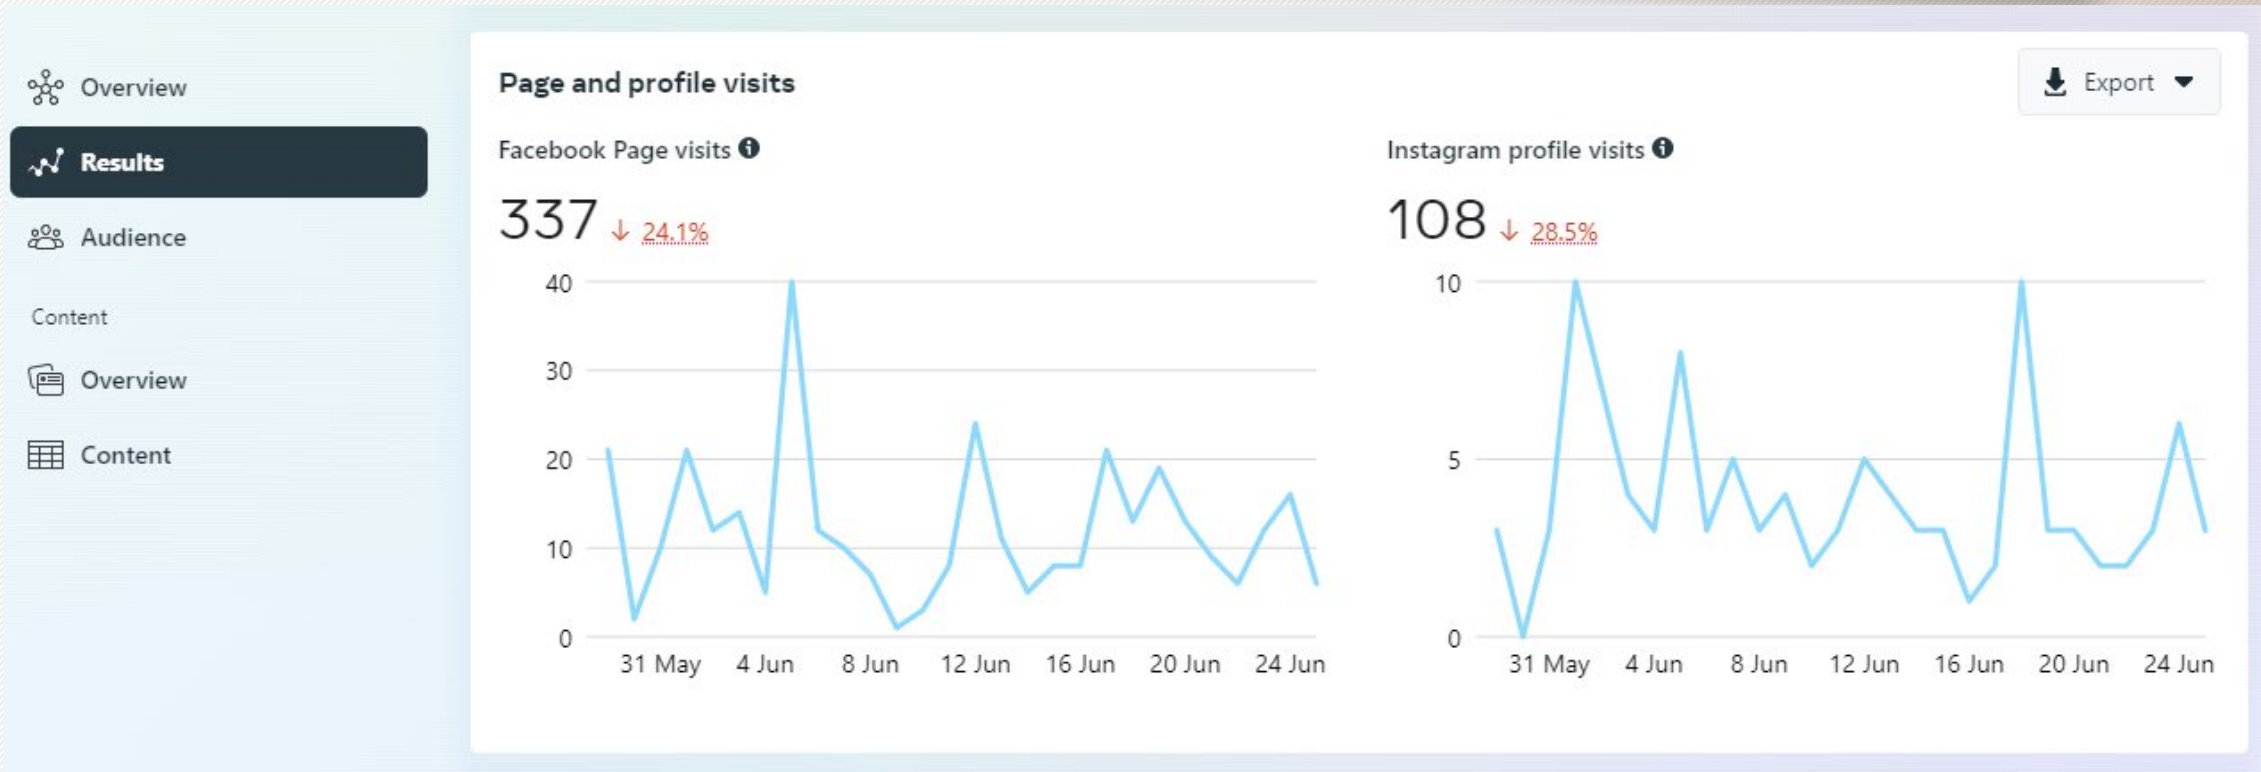 Overview
Results
Audience
Content
Overview
Content
Page and profile visits
Export
Facebook Page visits
337 ↓ 24.1%
40
30
20
10
0
31 May 4 Jun 8 Jun 12 Jun 16 Jun 20 Jun 24 Jun
Instagram profile visits
108 ↓ 28.5%
10
5
0
31 May 4 Jun 8 Jun 12 Jun 16 Jun 20 Jun 24 Jun